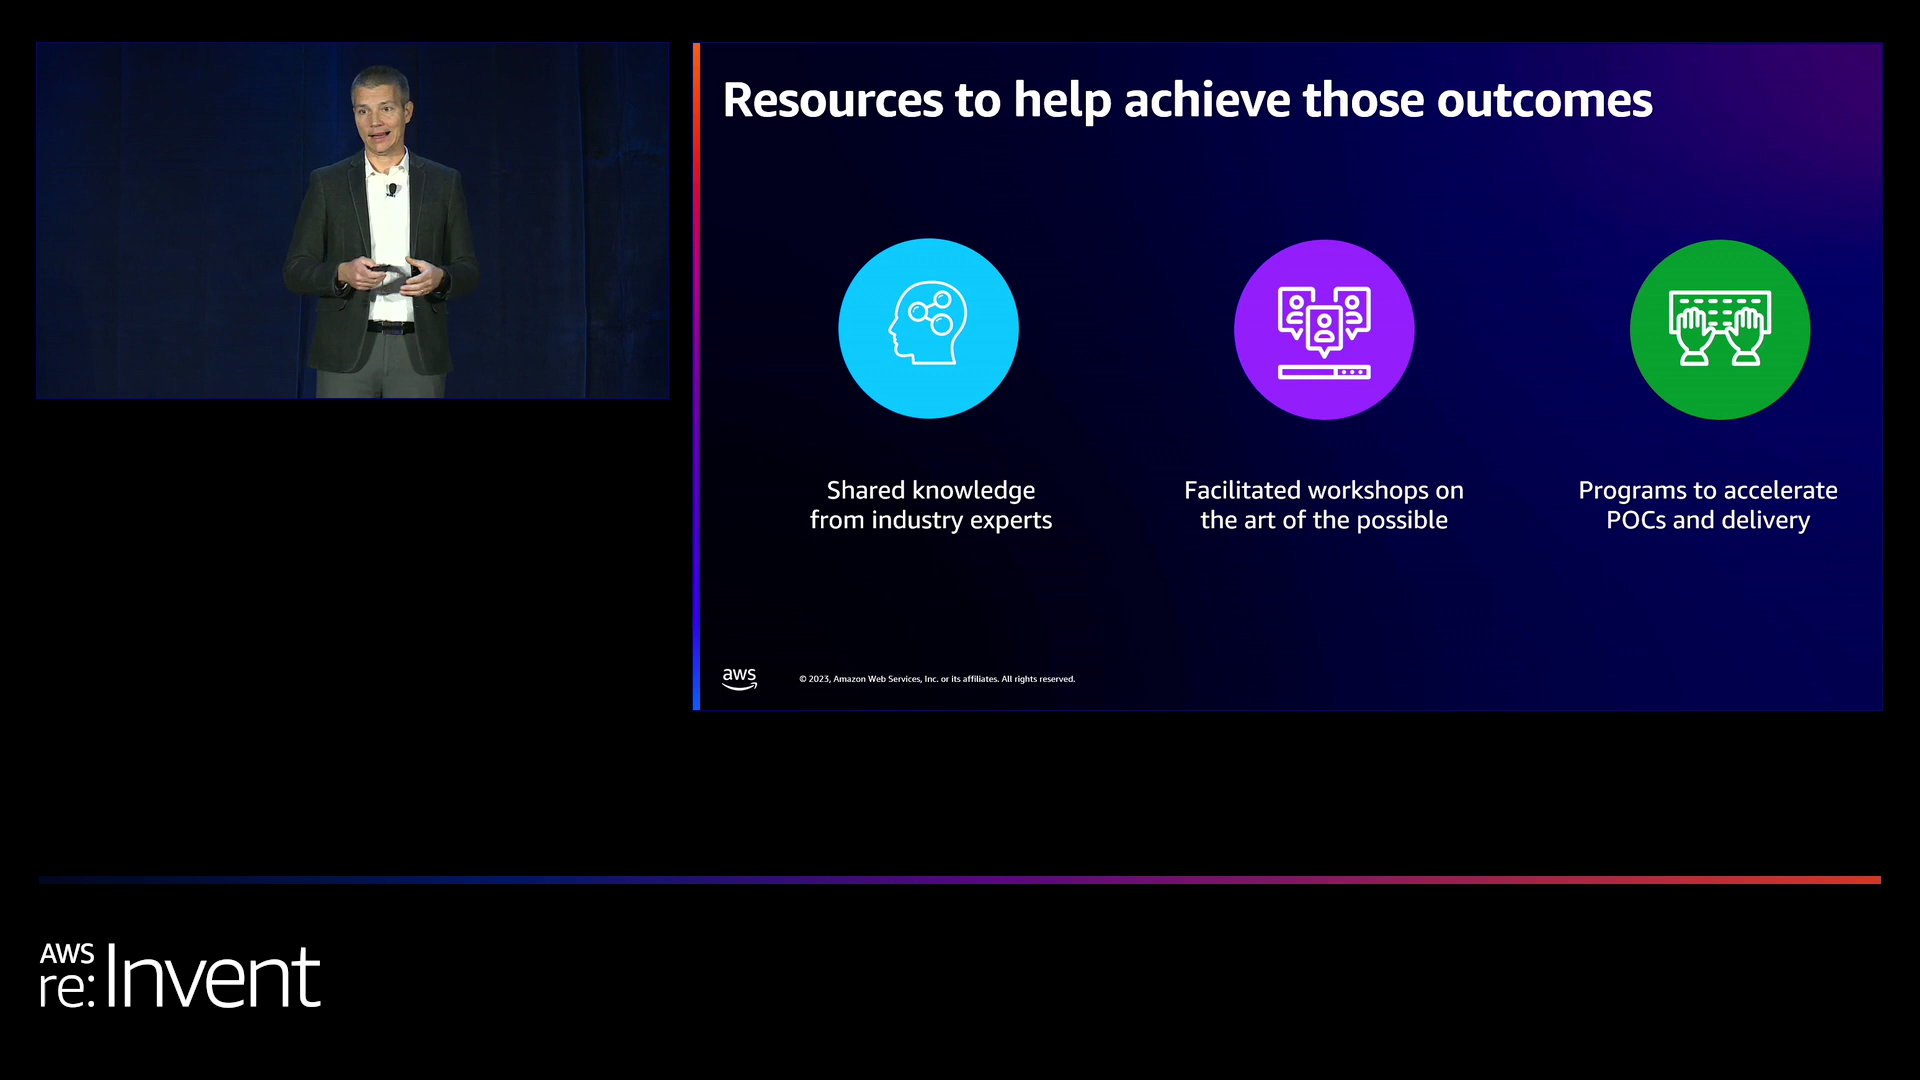 Resources to help achieve those outcomes
Shared knowledge
from industry experts
Facilitated workshops on
the art of the possible
Programs to accelerate
POCs and delivery
aws
© 2023, Amazon Web Services, Inc. or its affiliates. All rights reserved.
AWS
re:Invent